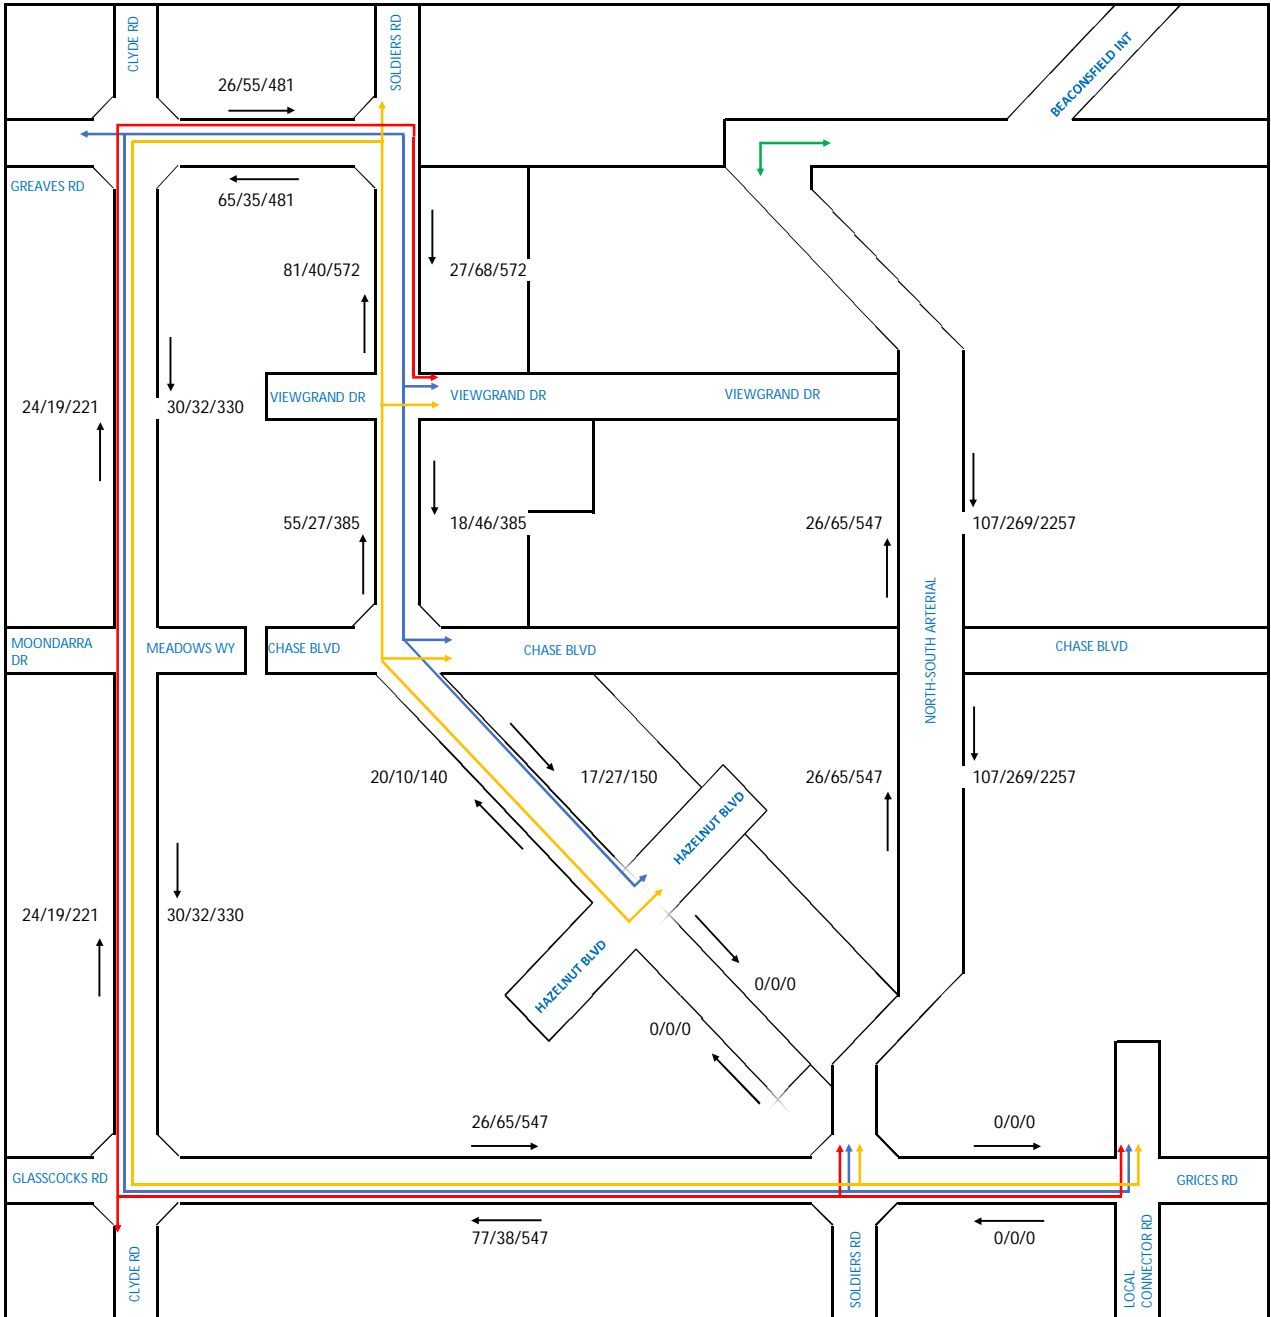 CLYDE RD
SOLDIERS RD
BEACONSFIELD INT
26/55/481
GREAVES RD
65/35/481
81/40/572
27/68/572
VIEWGRAND DR
VIEWGRAND DR
VIEWGRAND DR
24/19/221
30/32/330
55/27/385
18/46/385
26/65/547
107/269/2257
NORTH-SOUTH ARTERIAL
MOONDARRA
DR
MEADOWS WY
CHASE BLVD
CHASE BLVD
CHASE BLVD
20/10/140
17/27/150
26/65/547
107/269/2257
HAZELNUT BLVD
24/19/221
30/32/330
HAZELNUT BLVD
0/0/0
0/0/0
26/65/547
0/0/0
GLASSCOCKS RD
GRICES RD
77/38/547
0/0/0
CLYDE RD
SOLDIERS RD
LOCAL
CONNECTOR RD